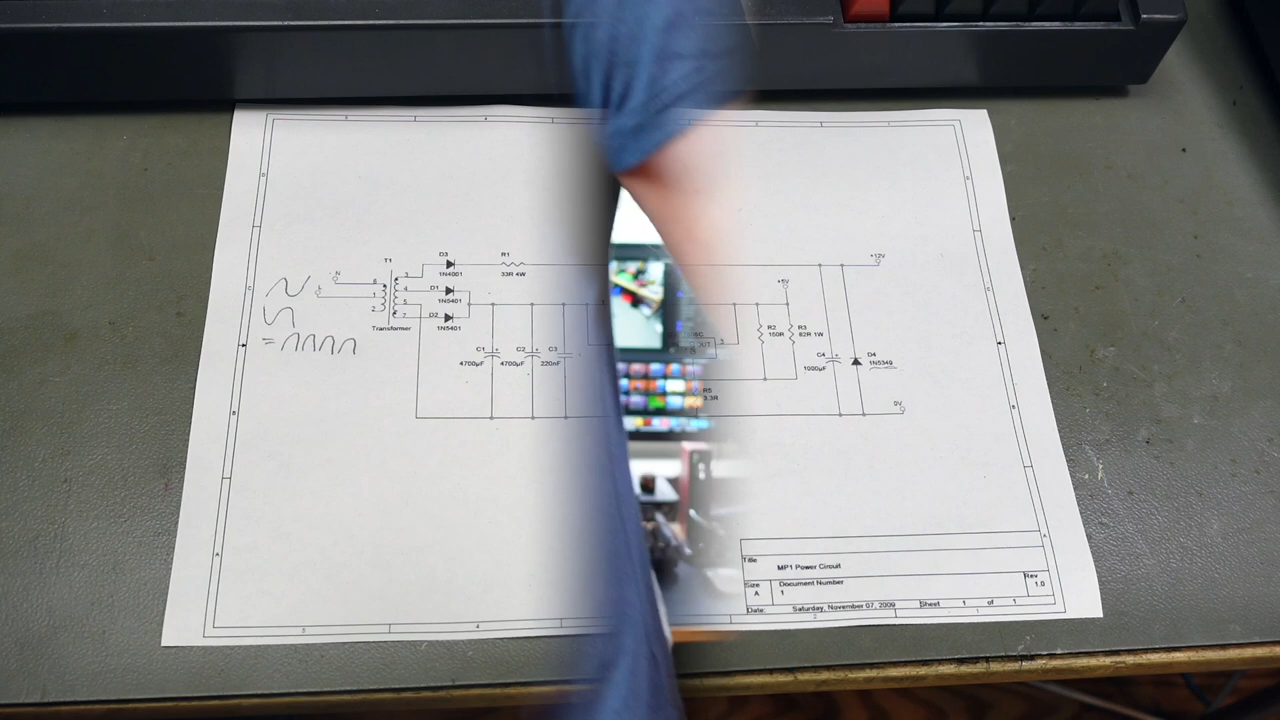 D3
1N4001
R1
33R 4W
+12V
T1
N
L
6
1
2
3
4
5
7
Transformer
D1
1N5401
D2
1N5401
C1
4700µF
C2
4700µF
C3
220nF
+5V
R2
150R
R3
82R 1W
OUT
3
R5
3.3R
C4
1000µF
D4
1N5349
0V
Title
MP1 Power Circuit
Size
A
Document Number
1
Rev
1.0
Date:
Saturday, November 07, 2009
Sheet 1 of 1